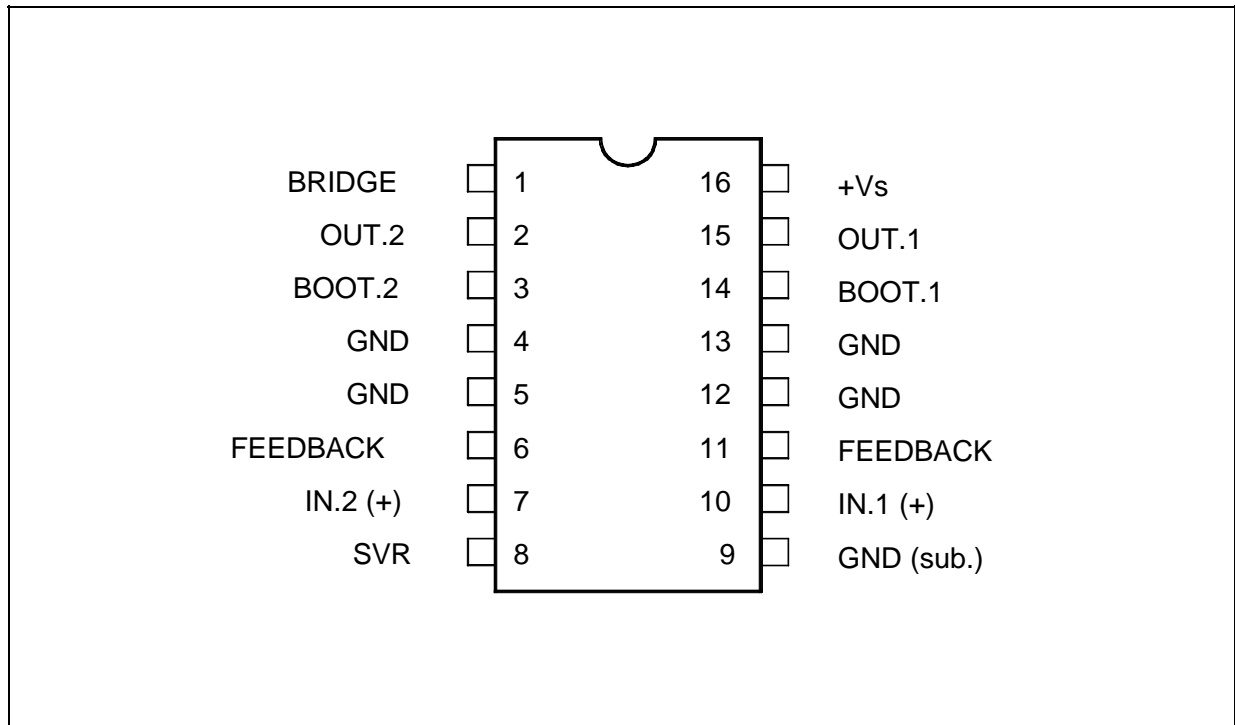 BRIDGE 1 16 +Vs
OUT.2 2 15 OUT.1
BOOT.2 3 14 BOOT.1
GND 4 13 GND
GND 5 12 GND
FEEDBACK 6 11 FEEDBACK
IN.2 (+) 7 10 IN.1 (+)
SVR 8 9 GND (sub.)